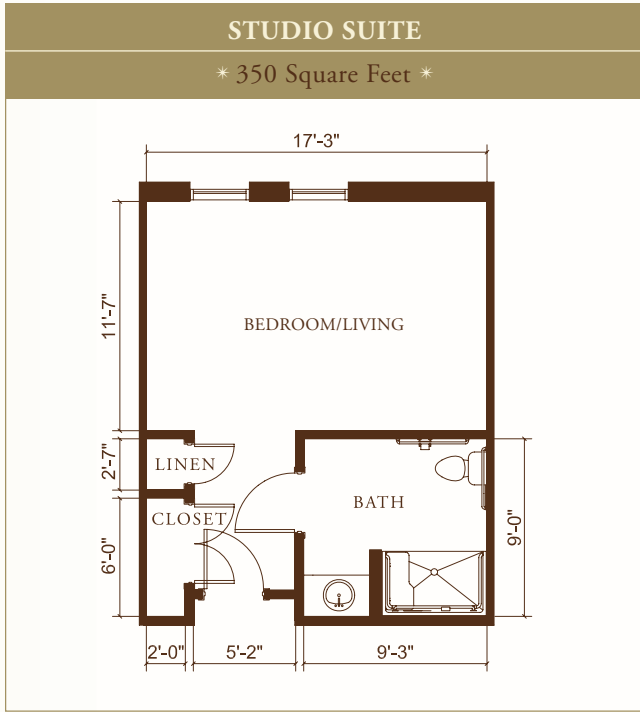 STUDIO SUITE
* 350 Square Feet *
17'-3"
11'-7"
BEDROOM/LIVING
2'-7"
LINEN
CLOSET
BATH
6'-0"
9'-0"
2'-0"
5'-2"
9'-3"